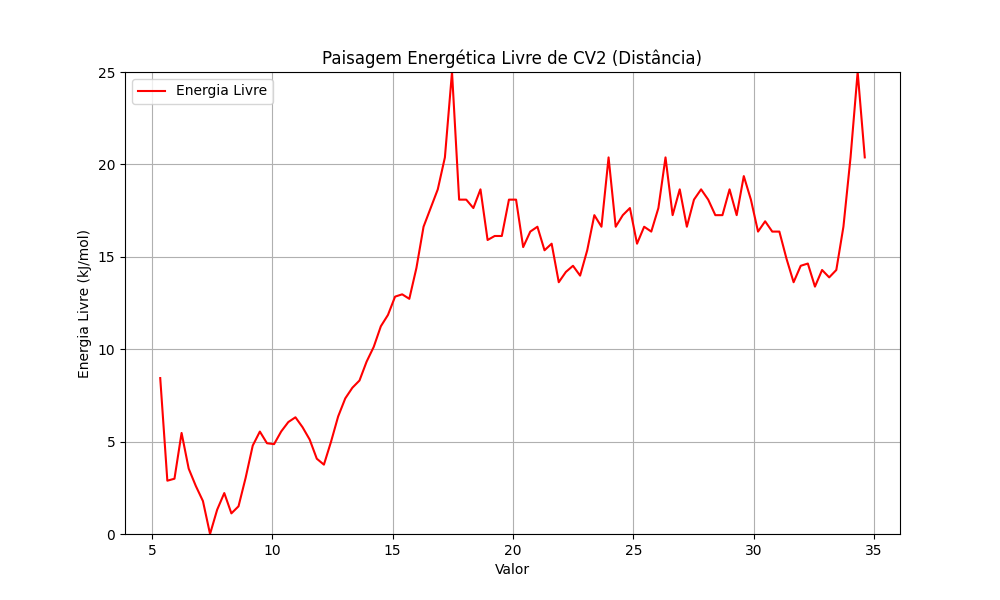 Paisagem Energética Livre de CV2 (Distância)
Energia Livre
25
20
15
10
5
0
Energia Livre (kJ/mol)
5 10 15 20 25 30 35
Valor